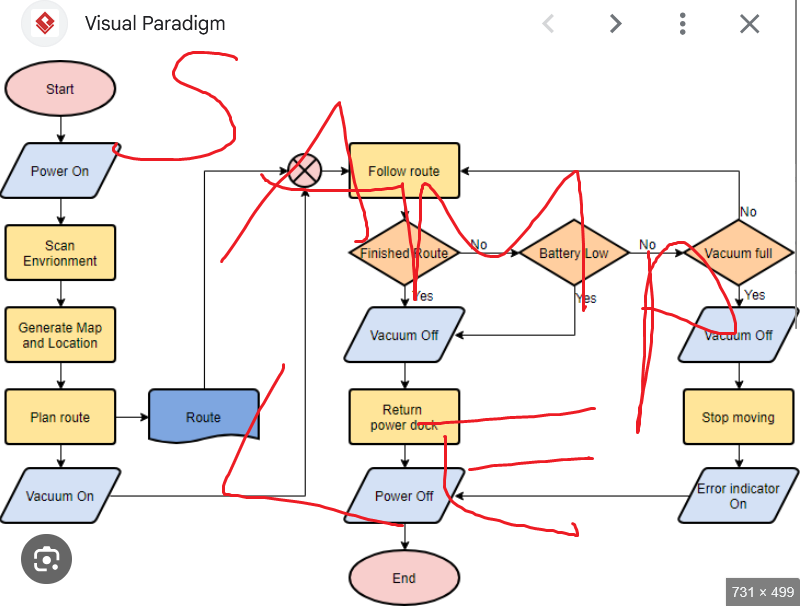 Visual Paradigm
Start
Power On
Scan
Envrionment
Generate Map
and Location
Plan route
Vacuum On
Route
Follow route
Finished Route
No
Battery Low
No
Vacuum full
No
Yes
Yes
Yes
Vacuum Off
Vacuum Off
Return
power dock
Stop moving
Power Off
Error indicator
On
End
SAMPLE
731 × 499